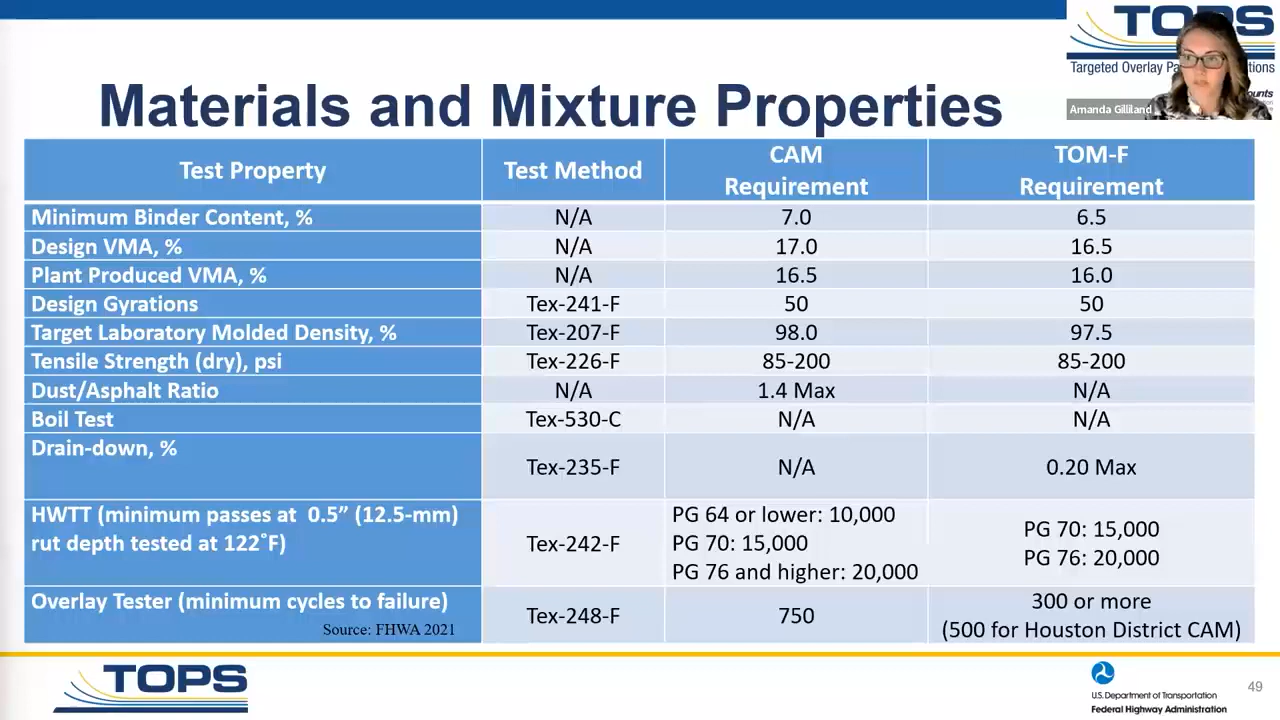 TOPS
Targeted Overlay Pa
tions
ounts
Amanda Gilliland
Materials and Mixture Properties
Test Property
Test Method
CAM
Requirement
TOM-F
Requirement
Minimum Binder Content, %
N/A
7.0
6.5
Design VMA, %
N/A
17.0
16.5
Plant Produced VMA, %
N/A
16.5
16.0
Design Gyrations
Tex-241-F
50
50
Target Laboratory Molded Density, %
Tex-207-F
98.0
97.5
Tensile Strength (dry), psi
Tex-226-F
85-200
85-200
Dust/Asphalt Ratio
N/A
1.4 Max
N/A
Boil Test
Tex-530-C
N/A
N/A
Drain-down, %
Tex-235-F
N/A
0.20 Max
HWTT (minimum passes at 0.5” (12.5-mm)
rut depth tested at 122˚F)
Tex-242-F
PG 64 or lower: 10,000
PG 70: 15,000
PG 76 and higher: 20,000
PG 70: 15,000
PG 76: 20,000
Overlay Tester (minimum cycles to failure)
Source: FHWA 2021
Tex-248-F
750
300 or more
(500 for Houston District CAM)
TOPS
U.S. Department of Transportation
Federal Highway Administration
49